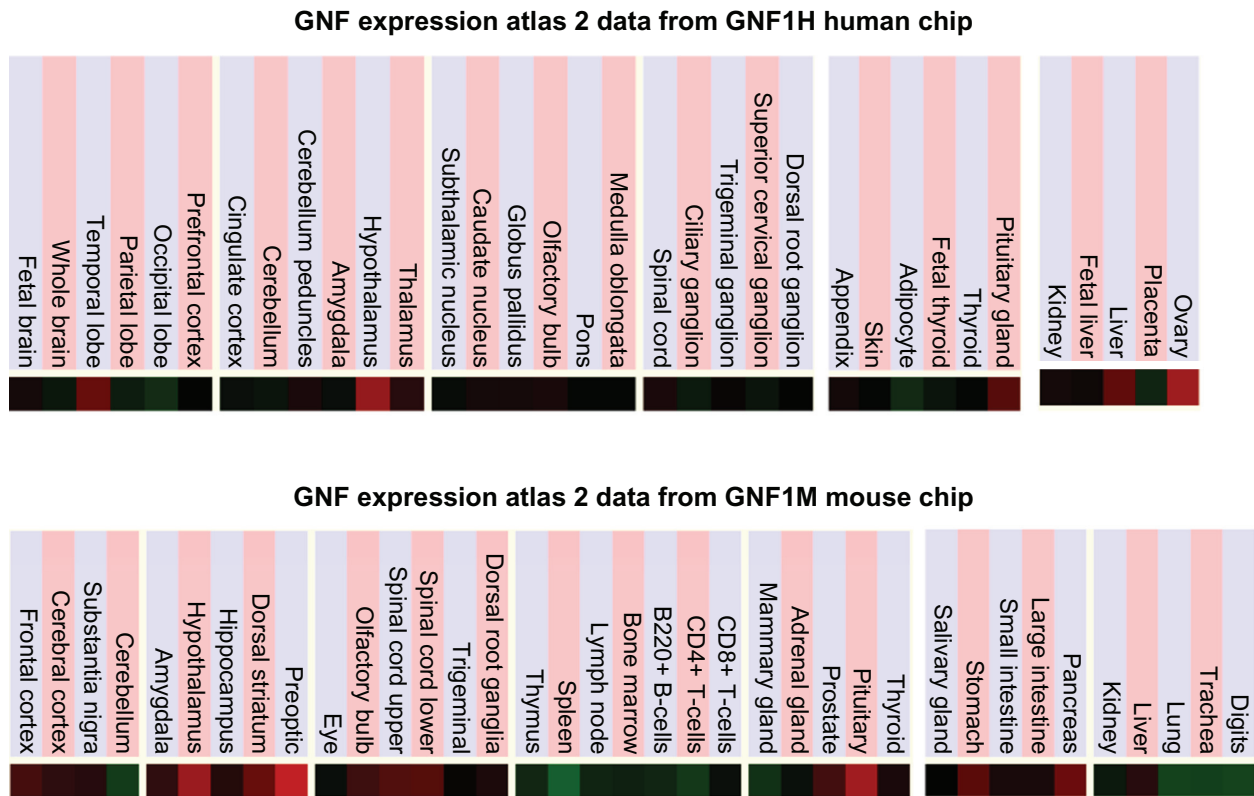 GNF expression atlas 2 data from GNF1H human chip
Fetal brain
Whole brain
Temporal lobe
Parietal lobe
Occipital lobe
Prefrontal cortex
Cingulate cortex
Cerebellum
Cerebellum peduncles
Amygdala
Hypothalamus
Thalamus
Subthalamic nucleus
Caudate nucleus
Globus pallidus
Olfactory bulb
Pons
Medulla oblongata
Spinal cord
Ciliary ganglion
Trigeminal ganglion
Superior cervical ganglion
Dorsal root ganglion
Appendix
Skin
Adipocyte
Fetal thyroid
Thyroid
Pituitary gland
Kidney
Fetal liver
Liver
Placenta
Ovary
GNF expression atlas 2 data from GNF1M mouse chip
Frontal cortex
Cerebral cortex
Substantia nigra
Cerebellum
Amygdala
Hypothalamus
Hippocampus
Dorsal striatum
Preoptic
Eye
Olfactory bulb
Spinal cord upper
Spinal cord lower
Trigeminal
Dorsal root ganglia
Thymus
Spleen
Lymph node
Bone marrow
B220+ B-cells
CD4+ T-cells
CD8+ T-cells
Mammary gland
Adrenal gland
Prostate
Pituitary
Thyroid
Salivary gland
Stomach
Small intestine
Large intestine
Pancreas
Kidney
Liver
Lung
Trachea
Digits